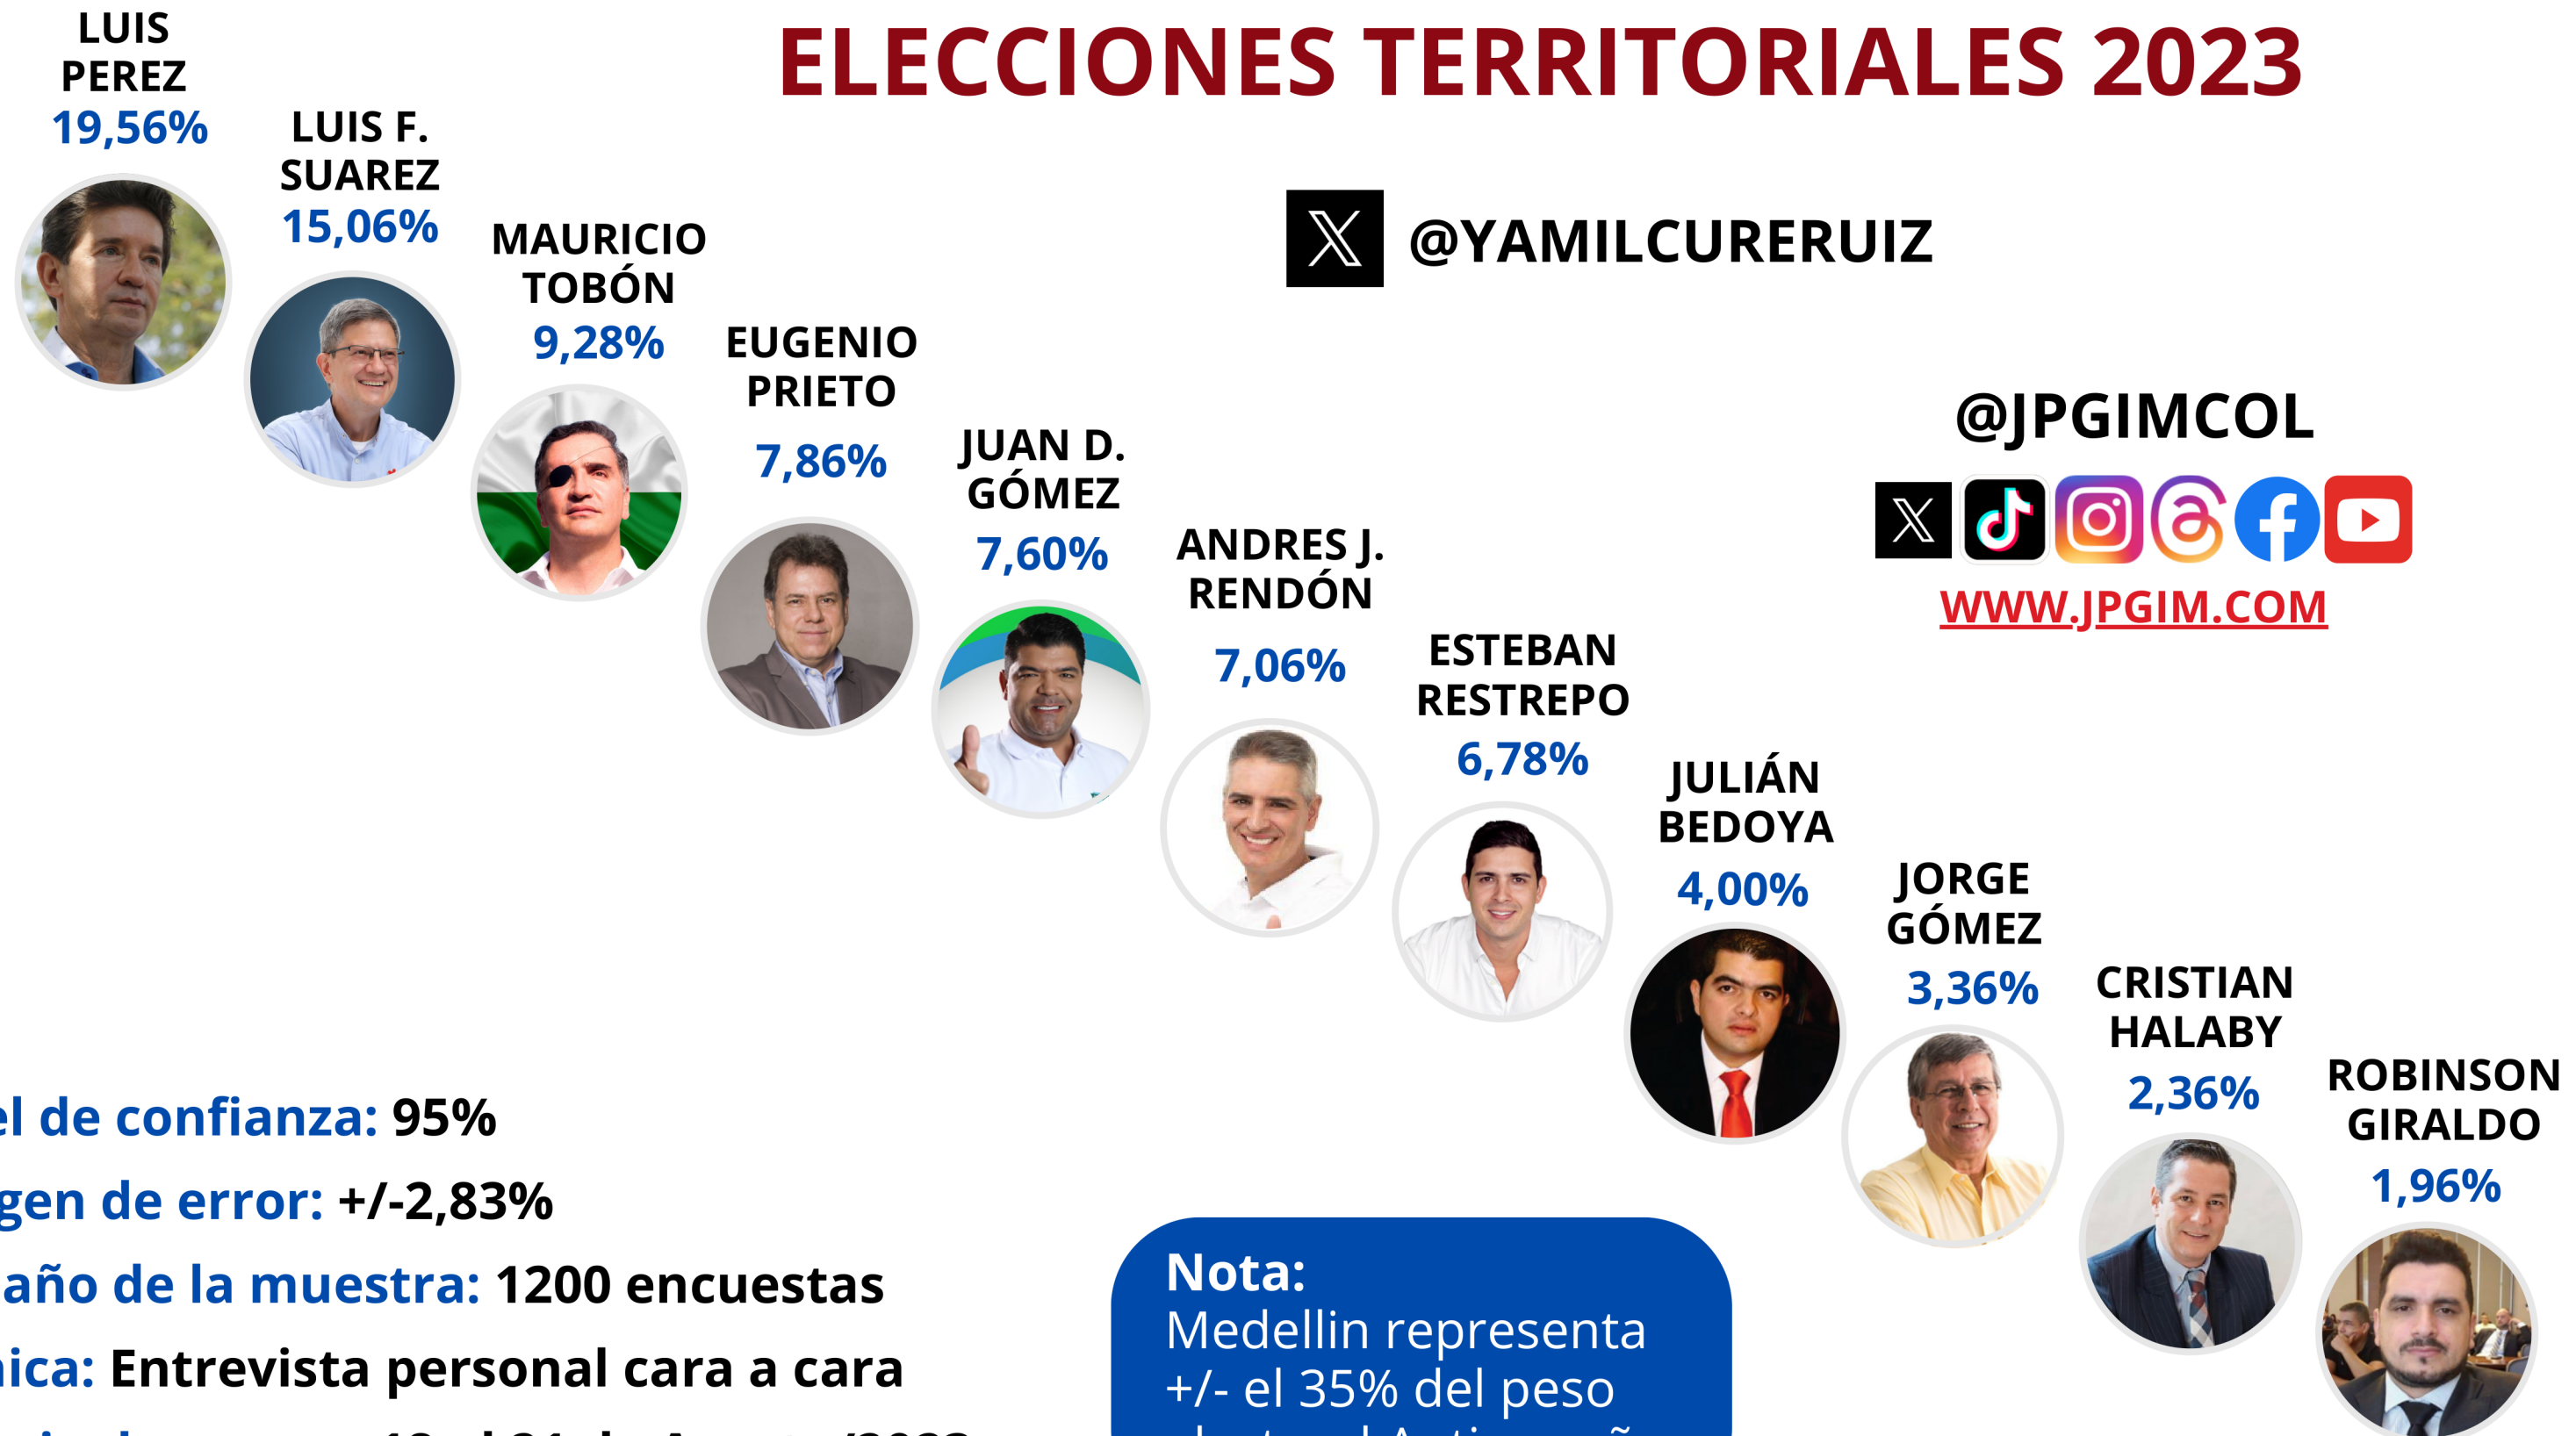 ELECCIONES TERRITORIALES 2023
LUIS
PEREZ
19,56%
LUIS F.
SUAREZ
15,06%
MAURICIO
TOBÓN
9,28%
EUGENIO
PRIETO
7,86%
JUAN D.
GÓMEZ
7,60%
ANDRES J.
RENDÓN
7,06%
ESTEBAN
RESTREPO
6,78%
JULIÁN
BEDOYA
4,00%
JORGE
GÓMEZ
3,36%
CRISTIAN
HALABY
2,36%
ROBINSON
GIRALDO
1,96%
@YAMILCURERUIZ
@JPGIMCOL
WWW.JPGIM.COM
el de confianza: 95%
gen de error: +/-2,83%
año de la muestra: 1200 encuestas
ica: Entrevista personal cara a cara
Nota:
Medellin representa
+/- el 35% del peso